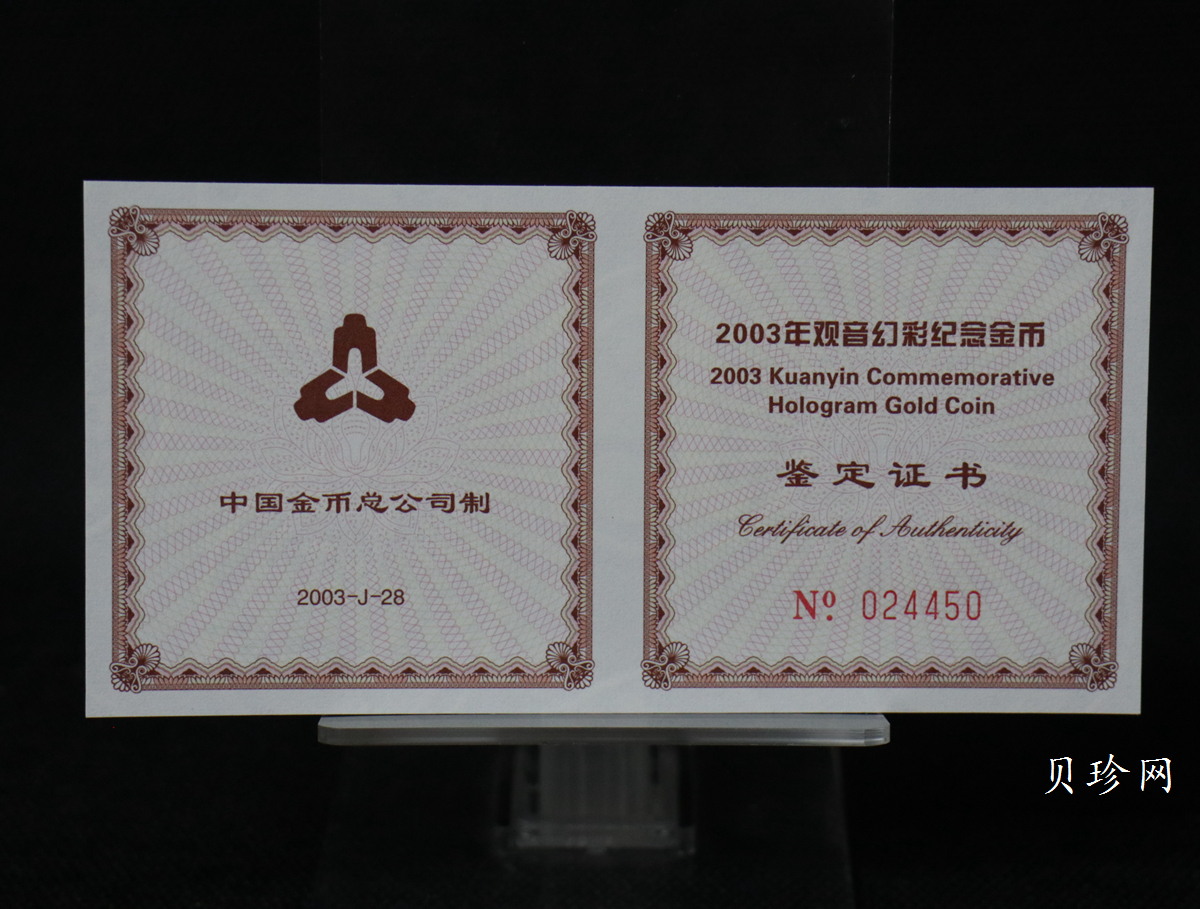 中国金币总公司制
2003-J-28
2003年观音幻彩纪念金币
2003 Kuanyin Commemorative
Hologram Gold Coin
鉴定证书
Certificate of Authenticity
Nº 024450
贝珍网